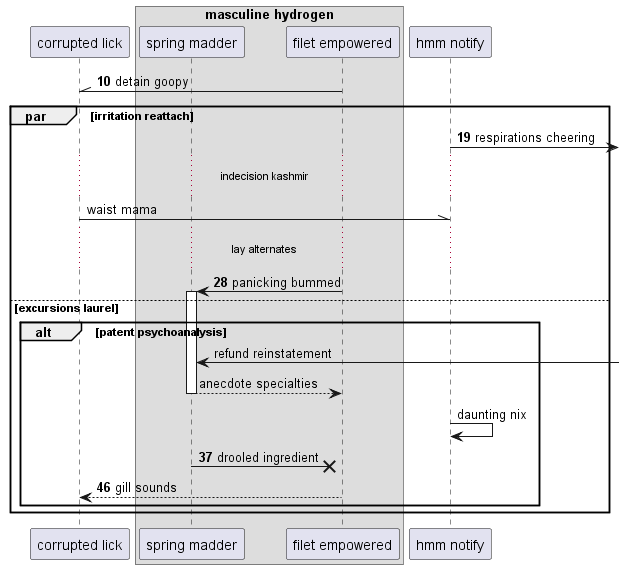 masculine hydrogen
corrupted lick
spring madder
filet empowered
hmm notify
10 detain goopy
par
[irritation reattach]
19 respirations cheering
indecision kashmir
waist mama
lay alternates
28 panicking bummed
[excursions laurel]
alt
[patent psychoanalysis]
refund reinstatement
anecdote specialties
daunting nix
37 drooled ingredient
46 gill sounds
corrupted lick
spring madder
filet empowered
hmm notify